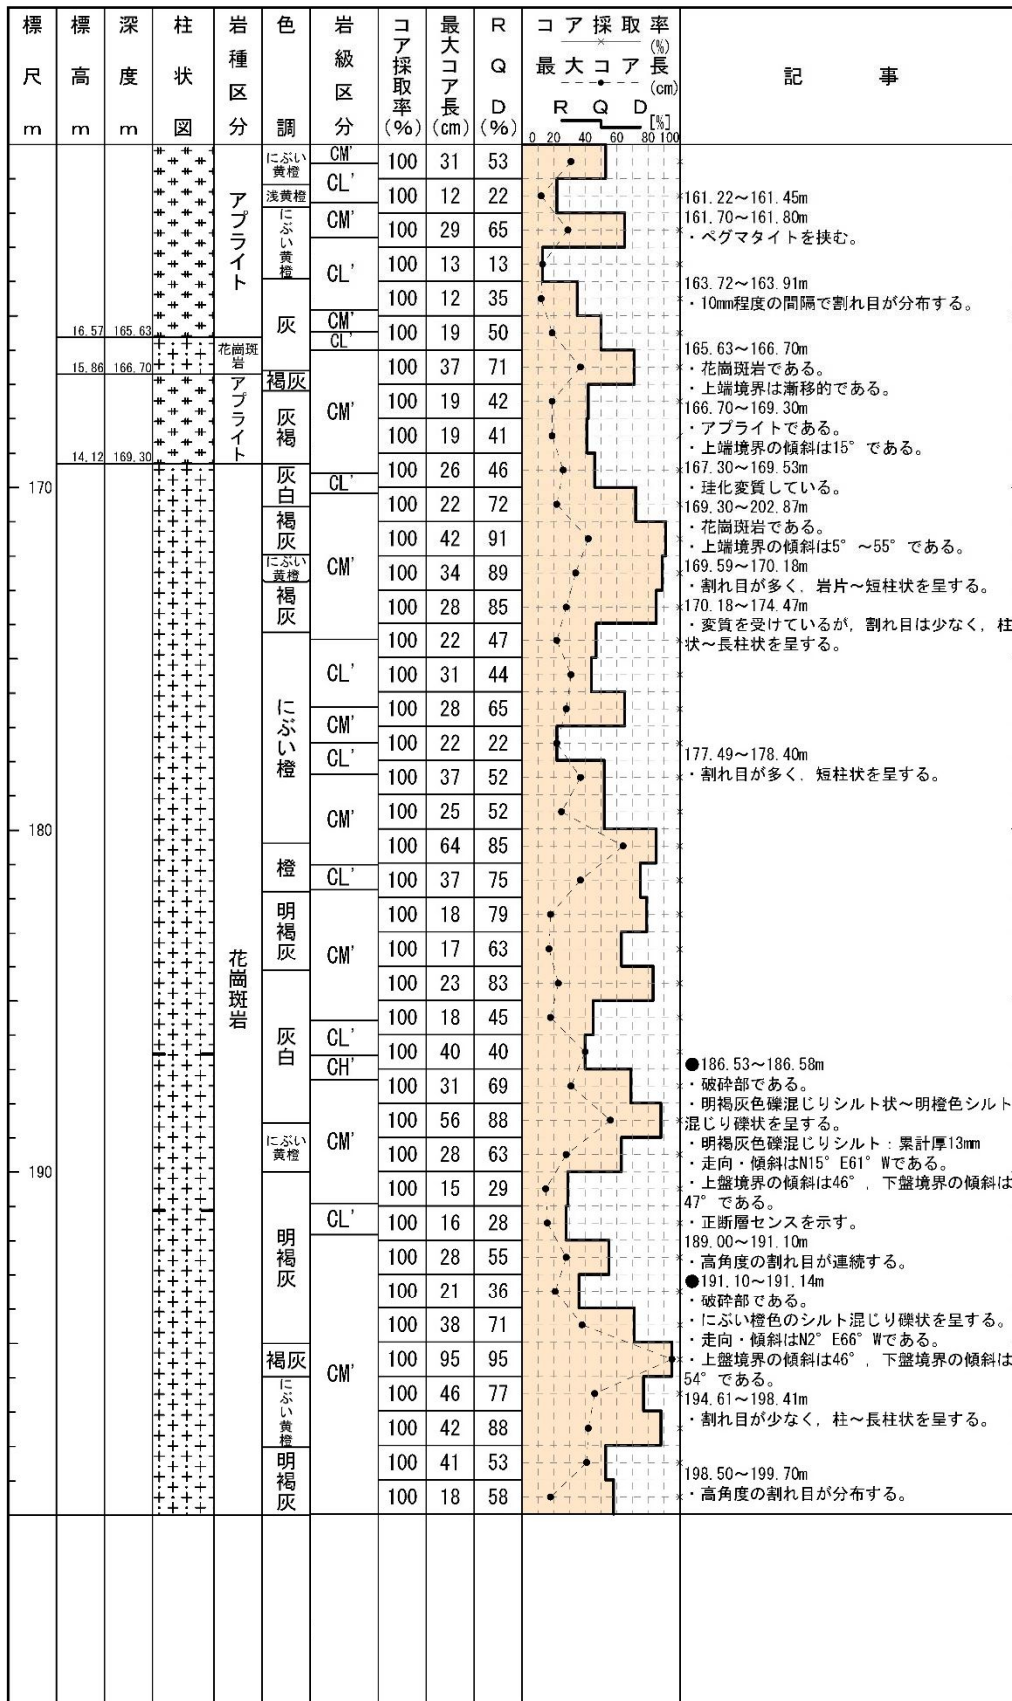 標尺m
標高m
深度m
柱状図
岩種区分
色調
岩級区分
コア採取率(%)
最大コア長(cm)
RQD(%)
コア採取率(%)
最大コア長(cm)
RQD[%]
0 20 40 60 80 100
記事
170
180
190
16.57 165.63
15.86 166.70
14.12 169.30
アプライト
花崗斑岩
アプライト
花崗斑岩
にぶい黄橙
浅黄橙
にぶい黄橙
灰
褐灰
灰褐
灰白
褐灰
にぶい黄橙
褐灰
にぶい橙
橙
明褐灰
灰白
にぶい黄橙
明褐灰
褐灰
にぶい黄橙
明褐灰
CM'
CL'
CM'
CL'
CM'
CL'
CM'
CL'
CM'
CL'
CM'
CL'
CM'
CL'
CM'
CL'
CH'
CM'
CL'
CM'
100 31 53
100 12 22
100 29 65
100 13 13
100 12 35
100 19 50
100 37 71
100 19 42
100 19 41
100 26 46
100 22 72
100 42 91
100 34 89
100 28 85
100 22 47
100 31 44
100 28 65
100 22 22
100 37 52
100 25 52
100 64 85
100 37 75
100 18 79
100 17 63
100 23 83
100 18 45
100 40 40
100 31 69
100 56 88
100 28 63
100 15 29
100 16 28
100 28 55
100 21 36
100 38 71
100 95 95
100 46 77
100 42 88
100 41 53
100 18 58
161.22～161.45m
161.70～161.80m
・ペグマタイトを挟む。
163.72～163.91m
・10mm程度の間隔で割れ目が分布する。
165.63～166.70m
・花崗斑岩である。
・上端境界は漸移的である。
166.70～169.30m
・アプライトである。
・上端境界の傾斜は15°である。
167.30～169.53m
・珪化変質している。
169.30～202.87m
・花崗斑岩である。
・上端境界の傾斜は5°～55°である。
169.59～170.18m
・割れ目が多く，岩片～短柱状を呈する。
170.18～174.47m
・変質を受けているが，割れ目は少なく，柱
状～長柱状を呈する。
177.49～178.40m
・割れ目が多く，短柱状を呈する。
●186.53～186.58m
・破砕部である。
・明褐灰色礫混じりシルト状～明橙色シルト
混じり礫状を呈する。
・明褐灰色礫混じりシルト：累計厚13mm
・走向・傾斜はN15°E61°Wである。
・上盤境界の傾斜は46°，下盤境界の傾斜は
47°である。
・正断層センスを示す。
189.00～191.10m
・高角度の割れ目が連続する。
●191.10～191.14m
・破砕部である。
・にぶい橙色のシルト混じり礫状を呈する。
・走向・傾斜はN2°E66°Wである。
・上盤境界の傾斜は46°，下盤境界の傾斜は
54°である。
194.61～198.41m
・割れ目が少なく，柱～長柱状を呈する。
198.50～199.70m
・高角度の割れ目が分布する。